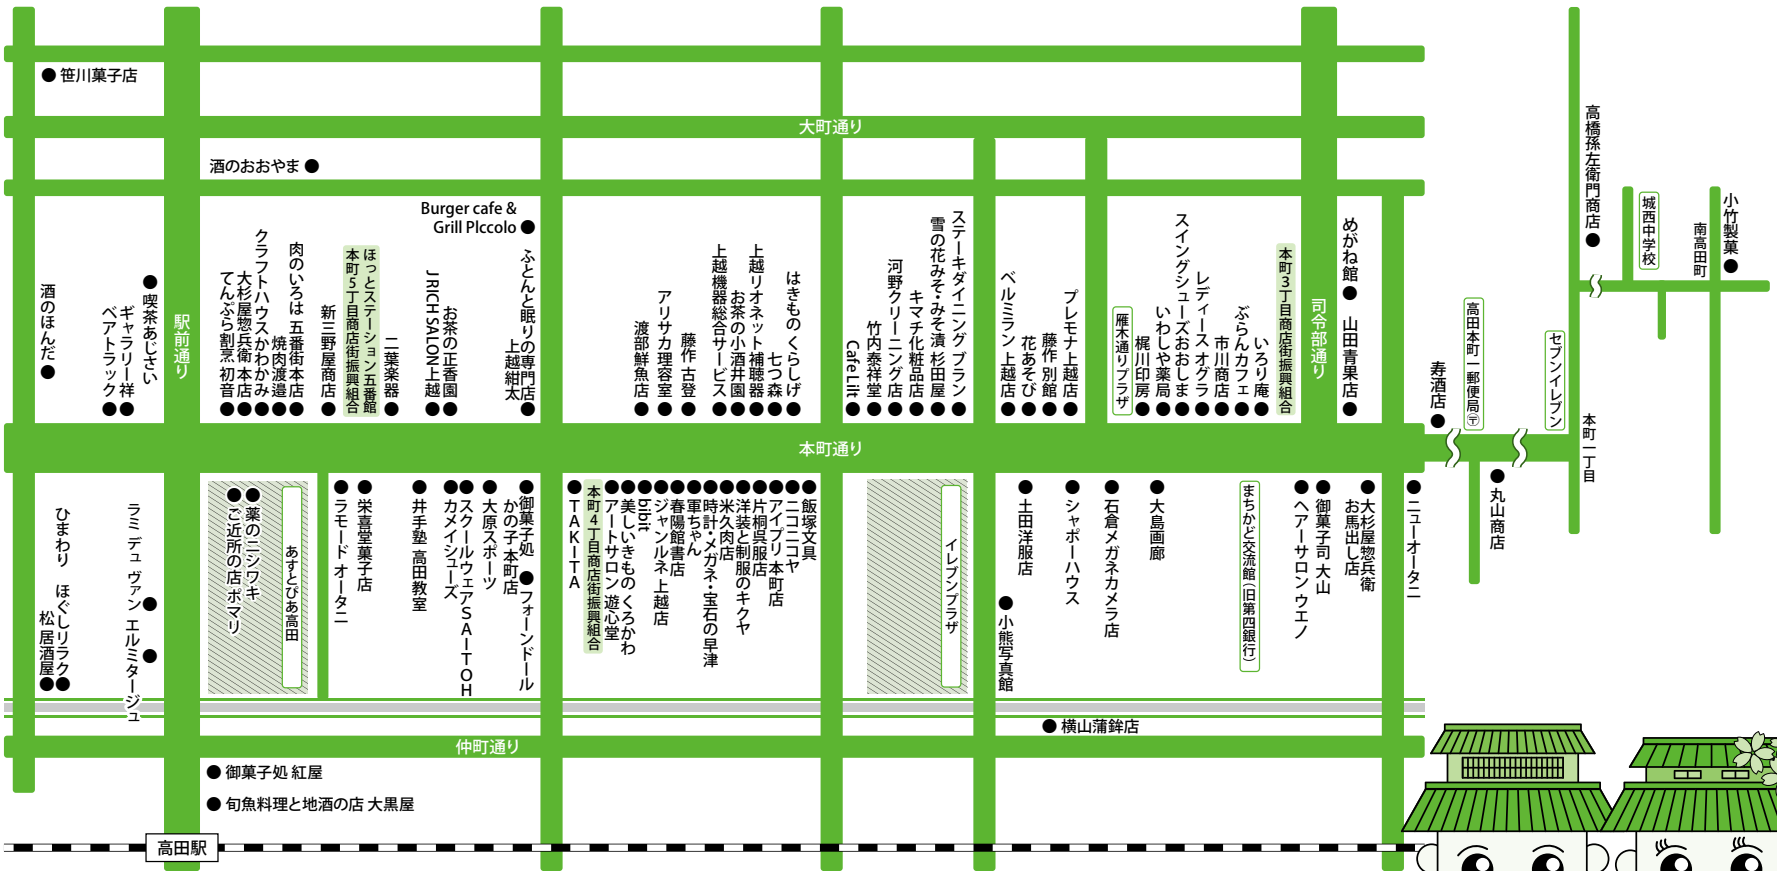 笹川菓子店
大町通り
酒のおおやま
Burger cafe &
Grill Plccolo
酒のほんだ
ベアトラック
ギャラリー祥
喫茶あじさい
駅前通り
てんぷら割烹 初音
大杉屋惣兵衛 本店
クラフトハウスかわかみ
焼肉渡邉
肉のいろは 五番街本店
新三野屋商店
ほっとステーション五番館
本町5丁目商店街振興組合
二葉楽器
JRICH SALON上越
お茶の正香園
ふとんと眠りの専門店
上越紺太
渡部鮮魚店
アリサカ理容室
藤作 古登
上越機器総合サービス
お茶の小酒井園
上越リオネット補聴器
七つ森
はきもの くらしげ
Cafe Lilt
竹内泰祥堂
河野クリーニング店
キマチ化粧品店
雪の花みそ・みそ漬 杉田屋
ステーキダイニング ブラン
ベルミラン 上越店
花あそび
藤作 別館
プレモナ上越店
雁木通りプラザ
梶川印房
いわしや薬局
スイングシューズおおしま
レディース オグラ
市川商店
ぶらんカフェ
いろり庵
本町3丁目商店街振興組合
司令部通り
めがね館
山田青果店
寿酒店
高田本町一郵便局〒
セブンイレブン
本町一丁目
高橋孫左衛門商店
城西中学校
南高田町
小竹製菓
本町通り
ひまわり ほぐしリラク
松 居酒屋
ラミ デュ ヴァン エルミタージュ
ご近所の店 ポマリ
薬のニシワキ
あすとぴあ高田
ラモード オータニ
栄喜堂菓子店
井手塾 高田教室
カメイシューズ
スクールウェアSAITOH
大原スポーツ
御菓子処
かの子 本町店
フォーンドール
TAKITA
本町4丁目商店街振興組合
アートサロン 遊心堂
美しいきもの くろかわ
bibit
ジャンルネ 上越店
春陽館書店
軍ちゃん
時計・メガネ・宝石の早津
米久肉店
洋装と制服のキクヤ
片桐呉服店
アイプリ 本町店
ニコニコヤ
飯塚文具
イレブンプラザ
小熊写真館
土田洋服店
シャポーハウス
石倉メガネカメラ店
大島画廊
まちかど交流館(旧第四銀行)
ヘアーサロン ウエノ
御菓子司 大山
大杉屋惣兵衛
お馬出し店
ニューオータニ
丸山商店
横山蒲鉾店
仲町通り
御菓子処 紅屋
旬魚料理と地酒の店 大黒屋
高田駅